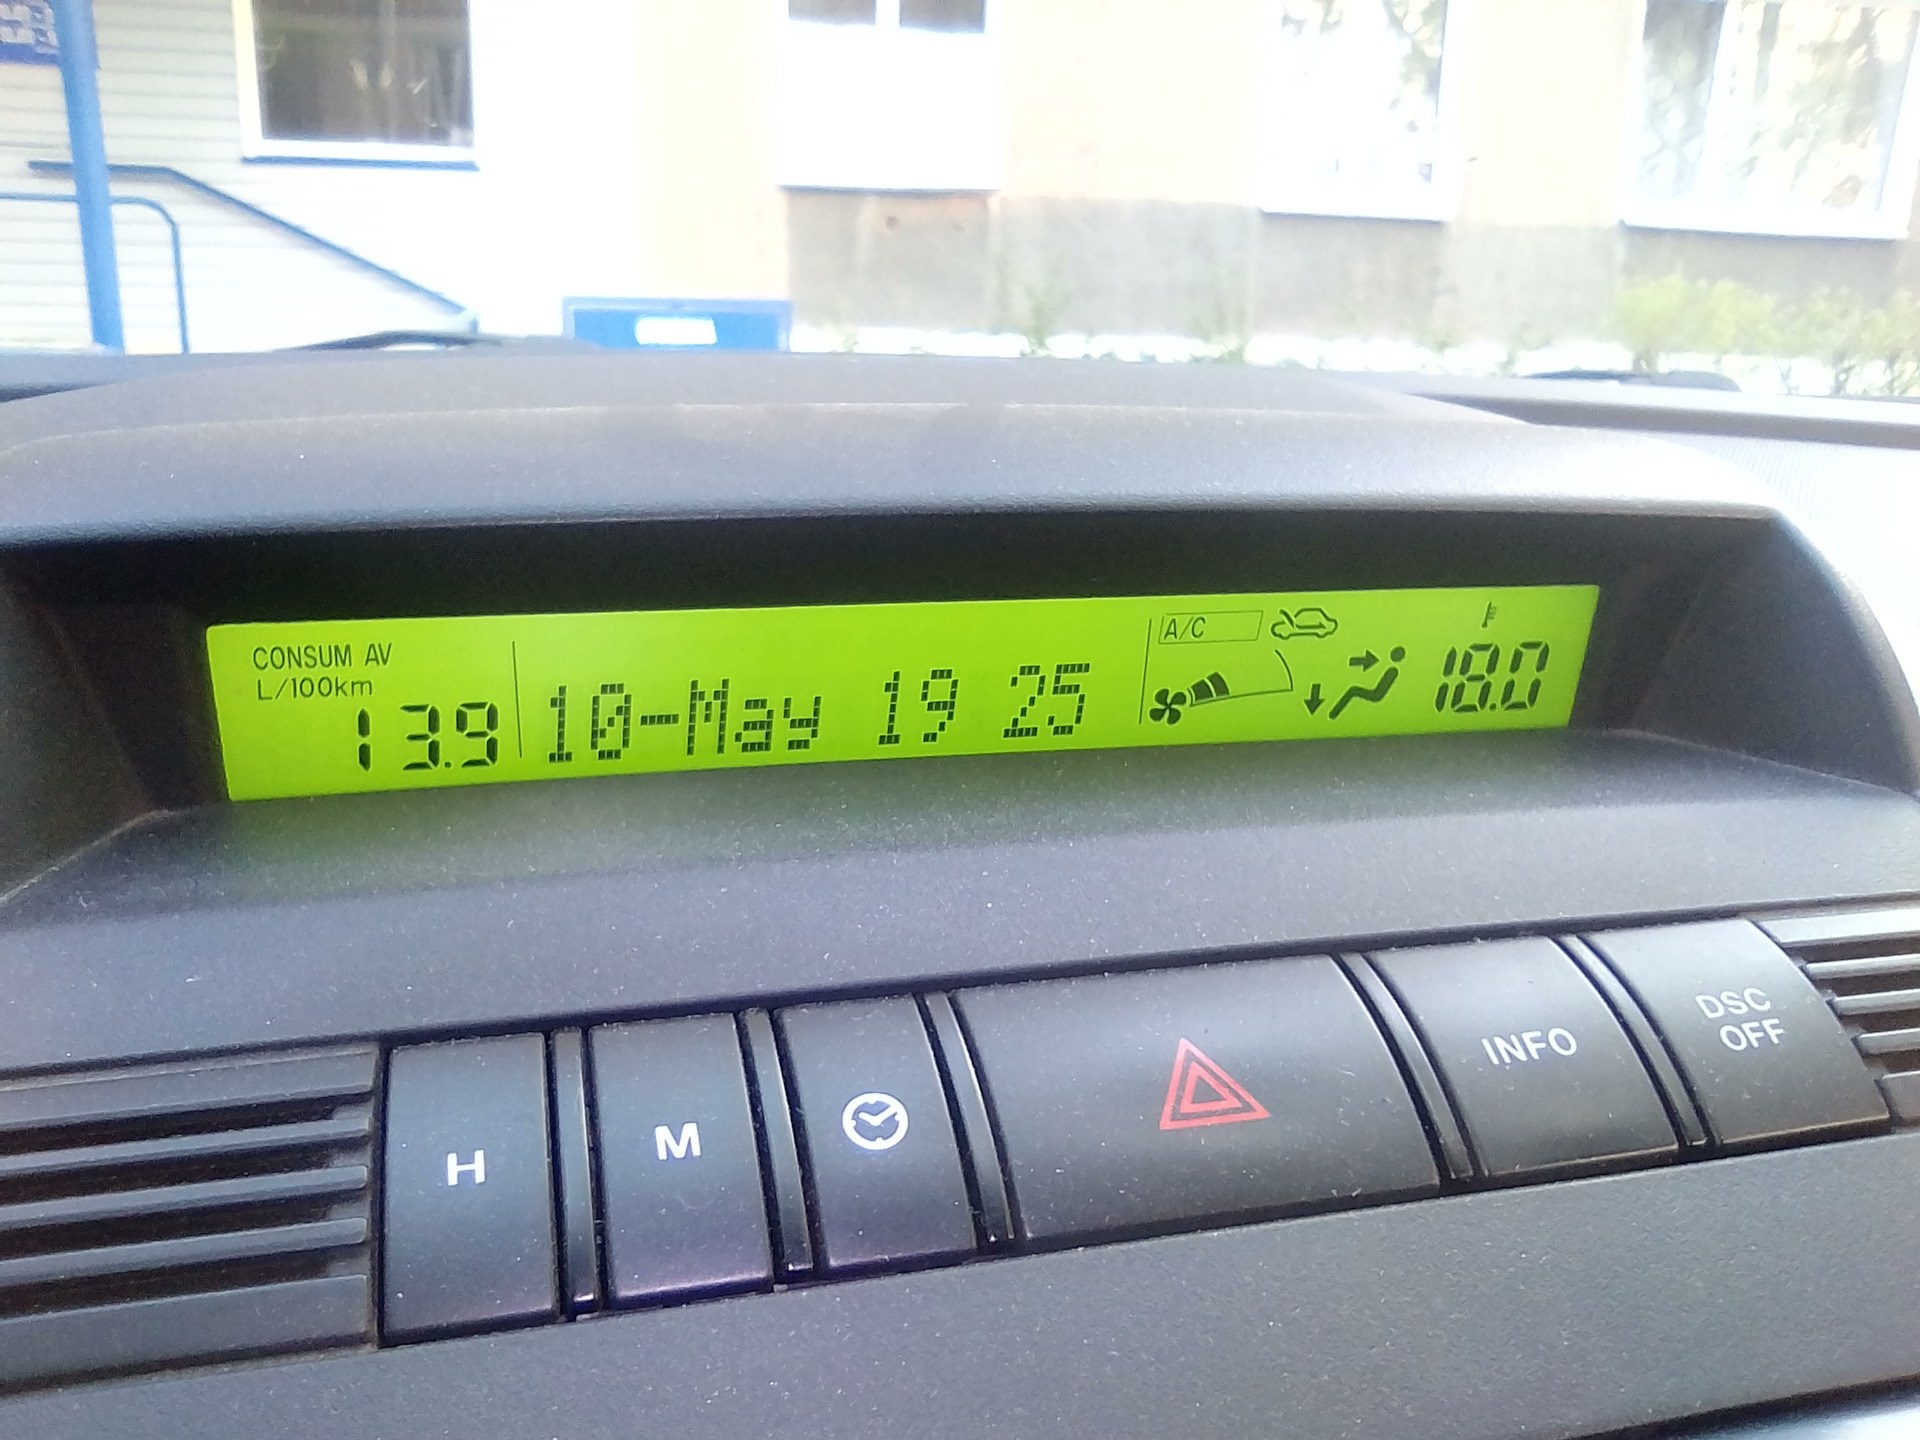 CONSUM AV
L/100km
13.9
10-May 19 25
A/C
18.0
H
M
INFO
DSC
OFF